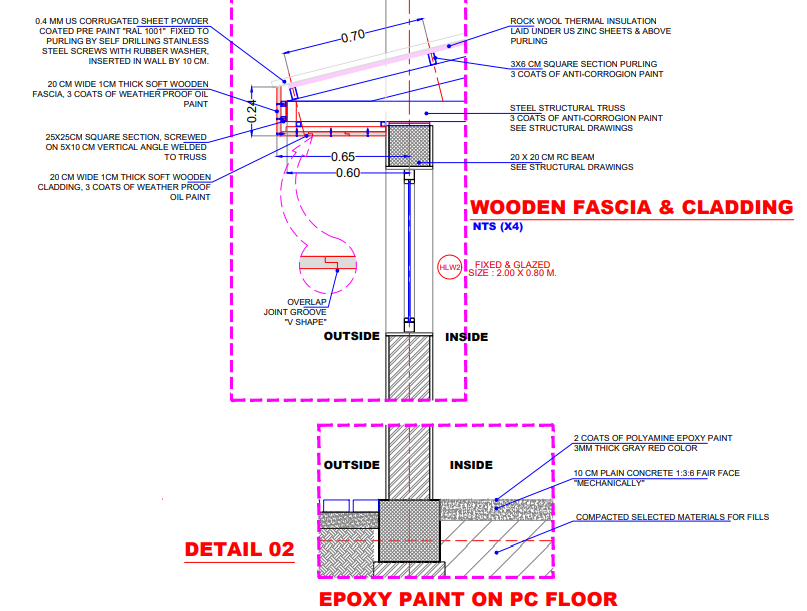 0.4 MM US CORRUGATED SHEET POWDER
COATED PRE PAINT "RAL 1001" FIXED TO
PURLING BY SELF DRILLING STAINLESS
STEEL SCREWS WITH RUBBER WASHER,
INSERTED IN WALL BY 10 CM.
20 CM WIDE 1CM THICK SOFT WOODEN
FASCIA, 3 COATS OF WEATHER PROOF OIL
PAINT
25X25CM SQUARE SECTION, SCREWED
ON 5X10 CM VERTICAL ANGLE WELDED
TO TRUSS
20 CM WIDE 1CM THICK SOFT WOODEN
CLADDING, 3 COATS OF WEATHER PROOF
OIL PAINT
0.70
0.24
0.65
0.60
OVERLAP
JOINT GROOVE
"V SHAPE"
ROCK WOOL THERMAL INSULATION
LAID UNDER US ZINC SHEETS & ABOVE
PURLING
3X6 CM SQUARE SECTION PURLING
3 COATS OF ANTI-CORROGION PAINT
STEEL STRUCTURAL TRUSS
3 COATS OF ANTI-CORROGION PAINT
SEE STRUCTURAL DRAWINGS
20 X 20 CM RC BEAM
SEE STRUCTURAL DRAWINGS
WOODEN FASCIA & CLADDING
NTS (X4)
HLW2
FIXED & GLAZED
SIZE : 2.00 X 0.80 M.
OUTSIDE
INSIDE
OUTSIDE
INSIDE
2 COATS OF POLYAMINE EPOXY PAINT
3MM THICK GRAY RED COLOR
10 CM PLAIN CONCRETE 1:3:6 FAIR FACE
"MECHANICALLY"
COMPACTED SELECTED MATERIALS FOR FILLS
DETAIL 02
EPOXY PAINT ON PC FLOOR